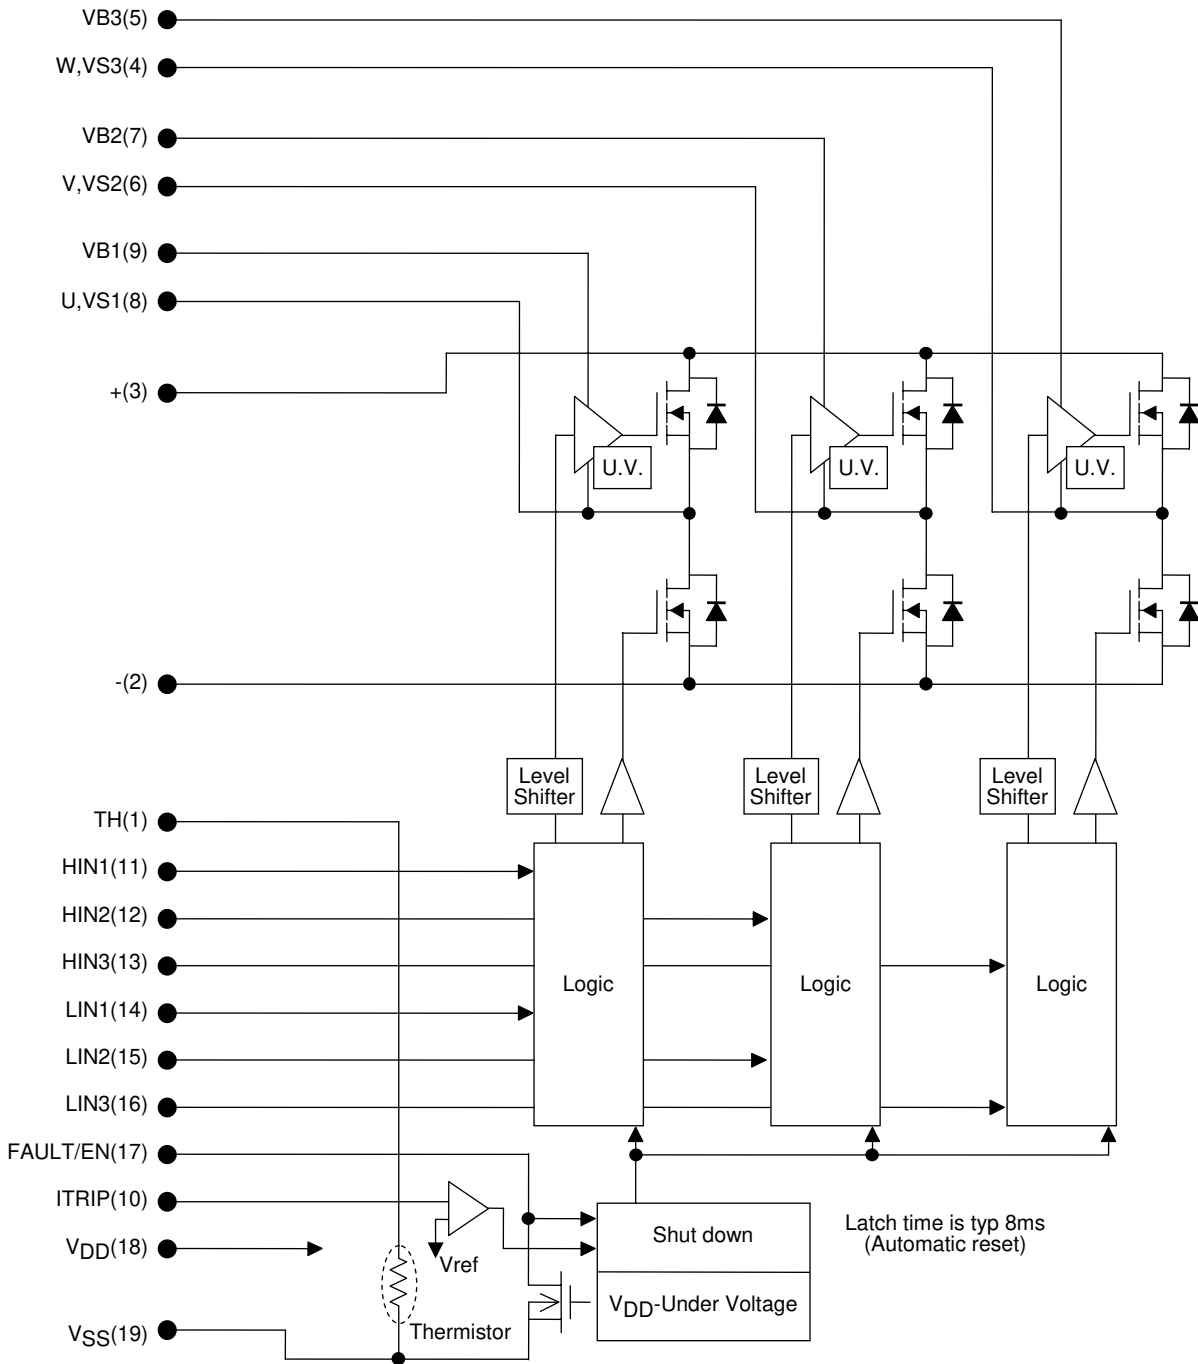 VB3(5)
W,VS3(4)
VB2(7)
V,VS2(6)
VB1(9)
U,VS1(8)
+(3)
U.V.
U.V.
U.V.
-(2)
Level
Shifter
Level
Shifter
Level
Shifter
TH(1)
HIN1(11)
HIN2(12)
HIN3(13)
Logic
Logic
Logic
LIN1(14)
LIN2(15)
LIN3(16)
FAULT/EN(17)
ITRIP(10)
Shut down
Latch time is typ 8ms
(Automatic reset)
VDD(18)
Vref
VDD-Under Voltage
Thermistor
VSS(19)